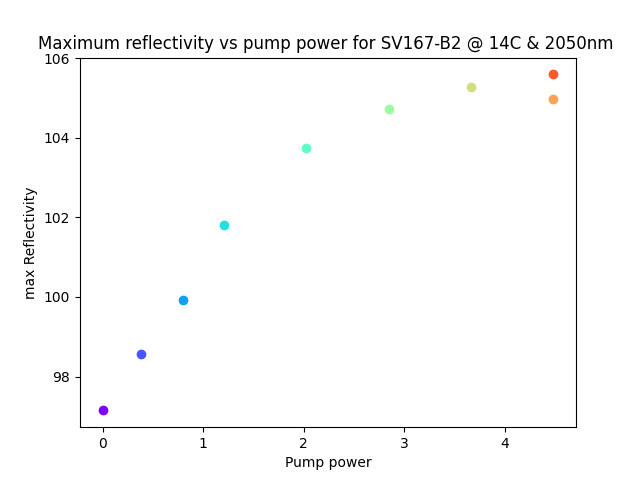 Maximum reflectivity vs pump power for SV167-B2 @ 14C & 2050nm
106
104
102
100
98
max Reflectivity
0 1 2 3 4
Pump power